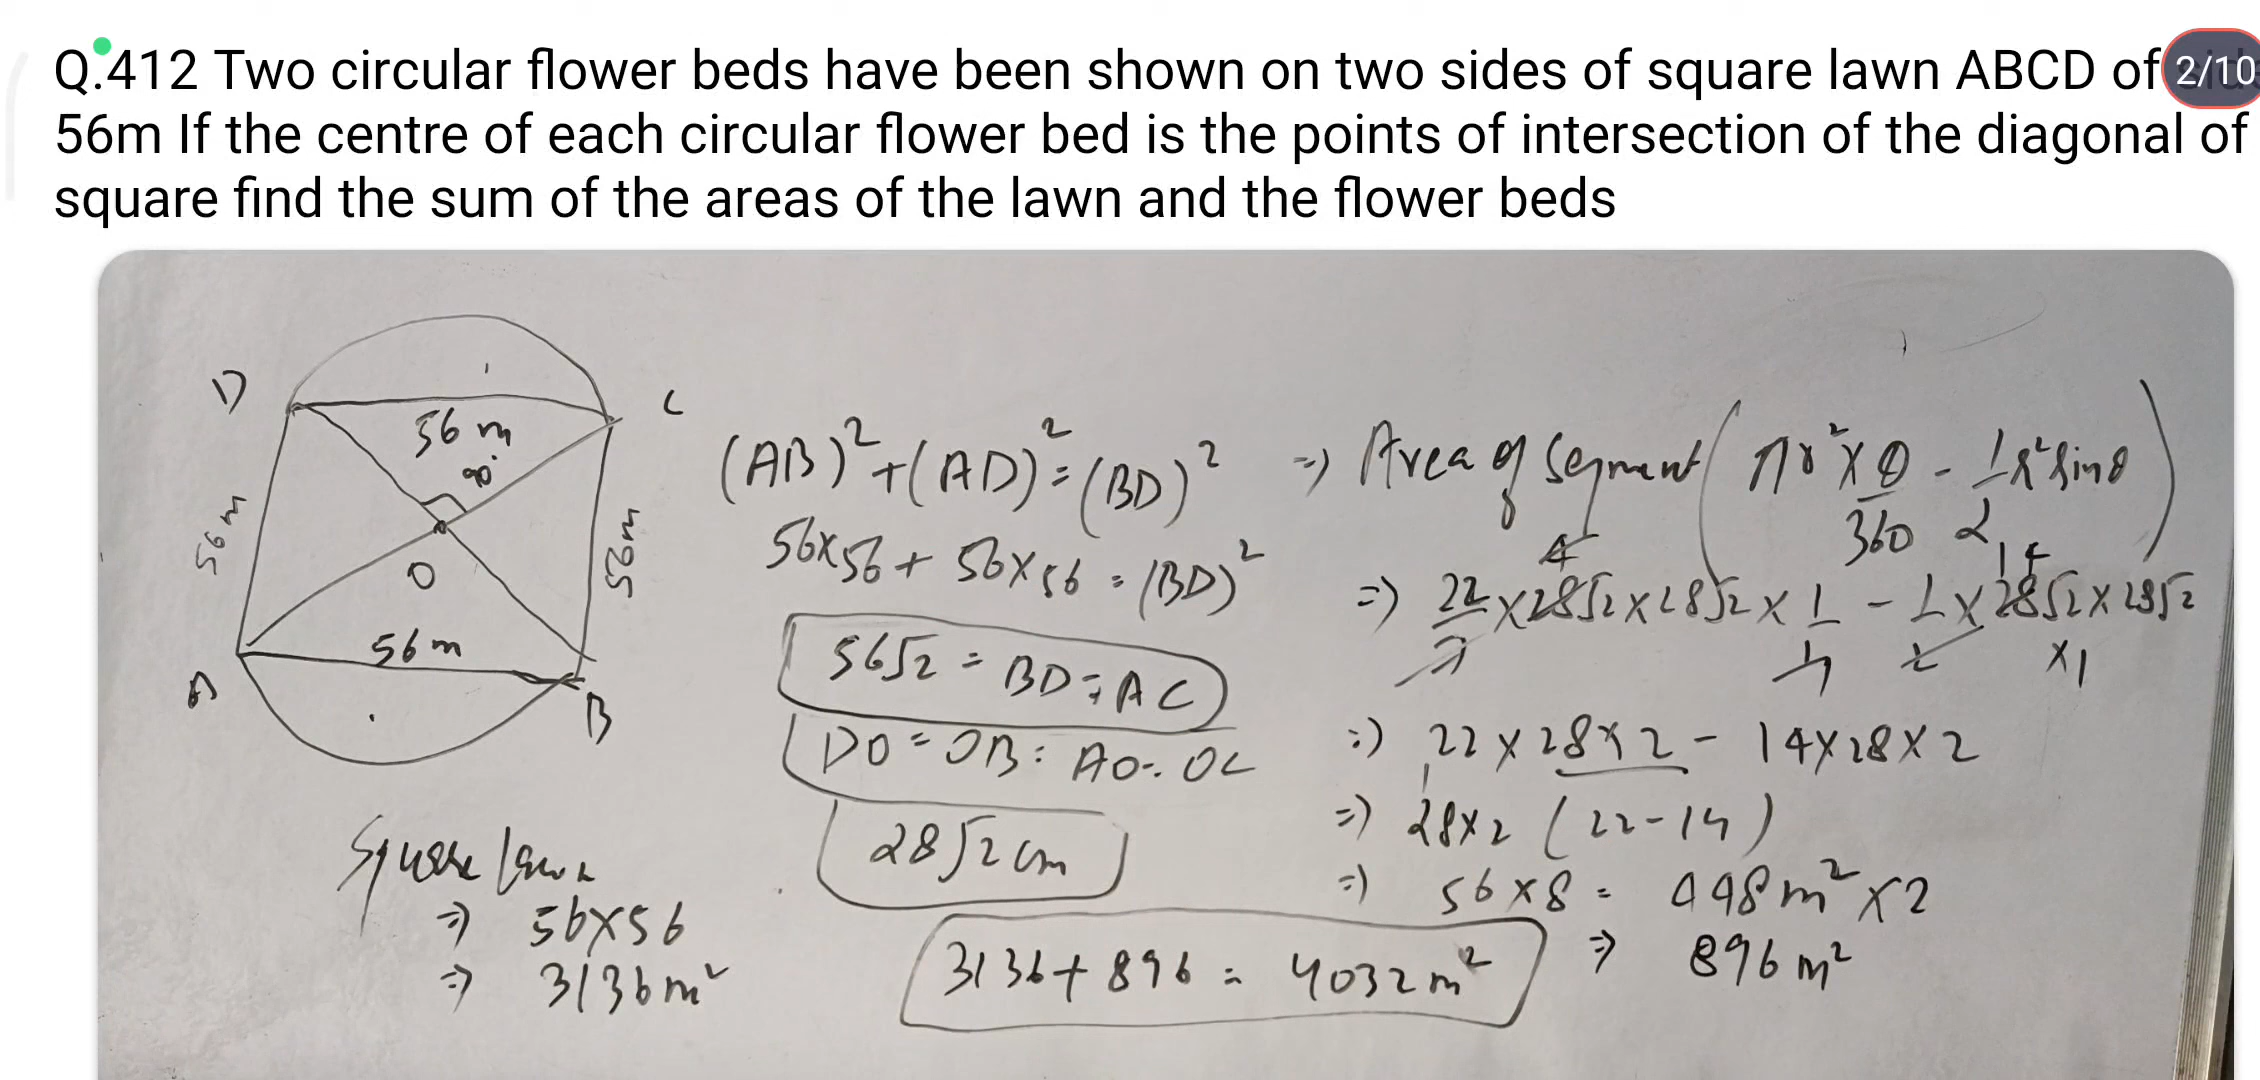 Q.412 Two circular flower beds have been shown on two sides of square lawn ABCD of side
2/10
56m If the centre of each circular flower bed is the points of intersection of the diagonal of
square find the sum of the areas of the lawn and the flower beds
D
C
56 m
90°
56 m
56m
O
56 m
A
B
Square lawn
=> 56×56
=> 3136 m²
(AB)²+(AD)²=(BD)²
56×56 + 56×56 = (BD)²
56√2 = BD = AC
DO = OB = AO = OC
28√2 cm
=> Area of Segment (πr² × θ/360 - 1/2 r² sinθ)
=> 22/7 × 28√2 × 28√2 × 1/4 - 1/2 × 28√2 × 28√2 × 1
4
14
=> 22 × 28 × 2 - 14 × 28 × 2
=> 28×2 (22-14)
=> 56 × 8 = 448 m² × 2
=> 896 m²
3136 + 896 = 4032 m²